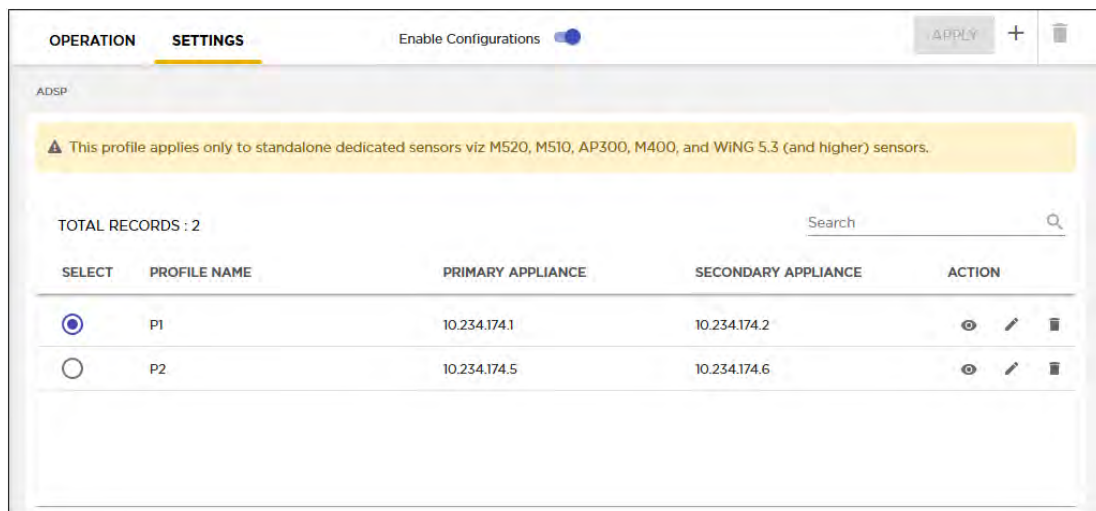 OPERATION SETTINGS Enable Configurations APPLY
ADSP
This profile applies only to standalone dedicated sensors viz M520, M510, AP300, M400, and WiNG 5.3 (and higher) sensors.
TOTAL RECORDS : 2 Search
SELECT PROFILE NAME PRIMARY APPLIANCE SECONDARY APPLIANCE ACTION
P1 10.234.174.1 10.234.174.2
P2 10.234.174.5 10.234.174.6